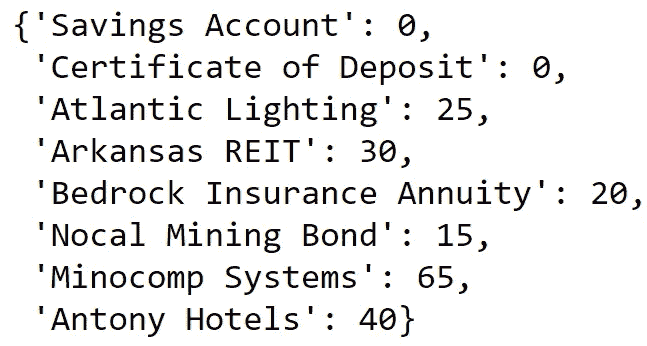 {'Savings Account': 0,
'Certificate of Deposit': 0,
'Atlantic Lighting': 25,
'Arkansas REIT': 30,
'Bedrock Insurance Annuity': 20,
'Nocal Mining Bond': 15,
'Minocomp Systems': 65,
'Antony Hotels': 40}